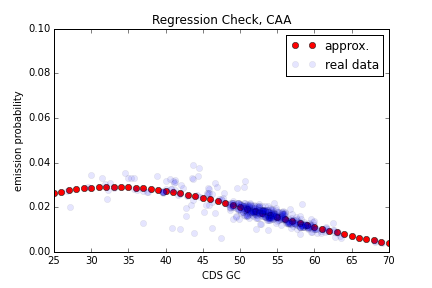 Regression Check, CAA
0.10
approx.
real data
0.08
0.06
0.04
0.02
0.00
emission probability
25 30 35 40 45 50 55 60 65 70
CDS GC